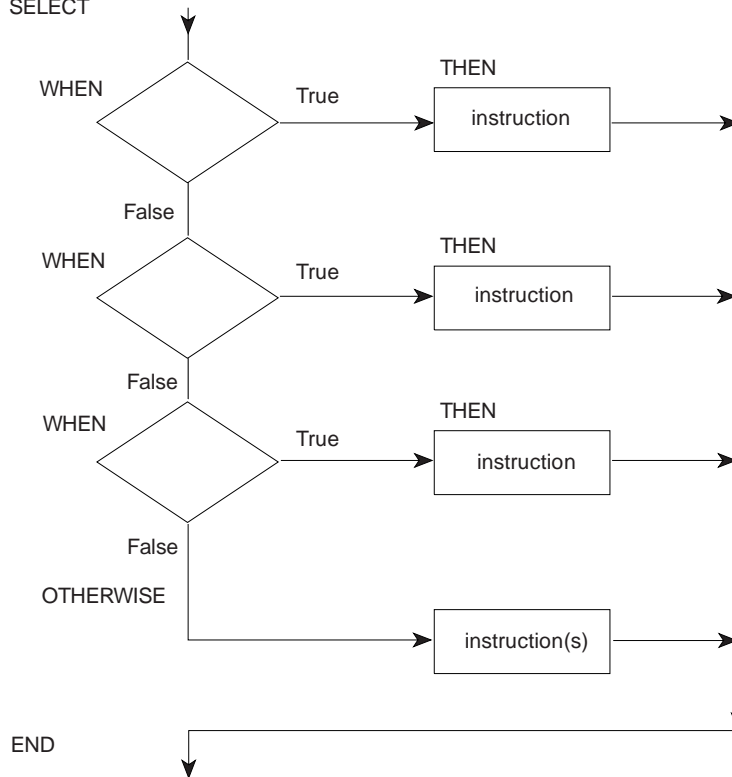 SELECT
WHEN
True
THEN
instruction
False
WHEN
True
THEN
instruction
False
WHEN
True
THEN
instruction
False
OTHERWISE
instruction(s)
END